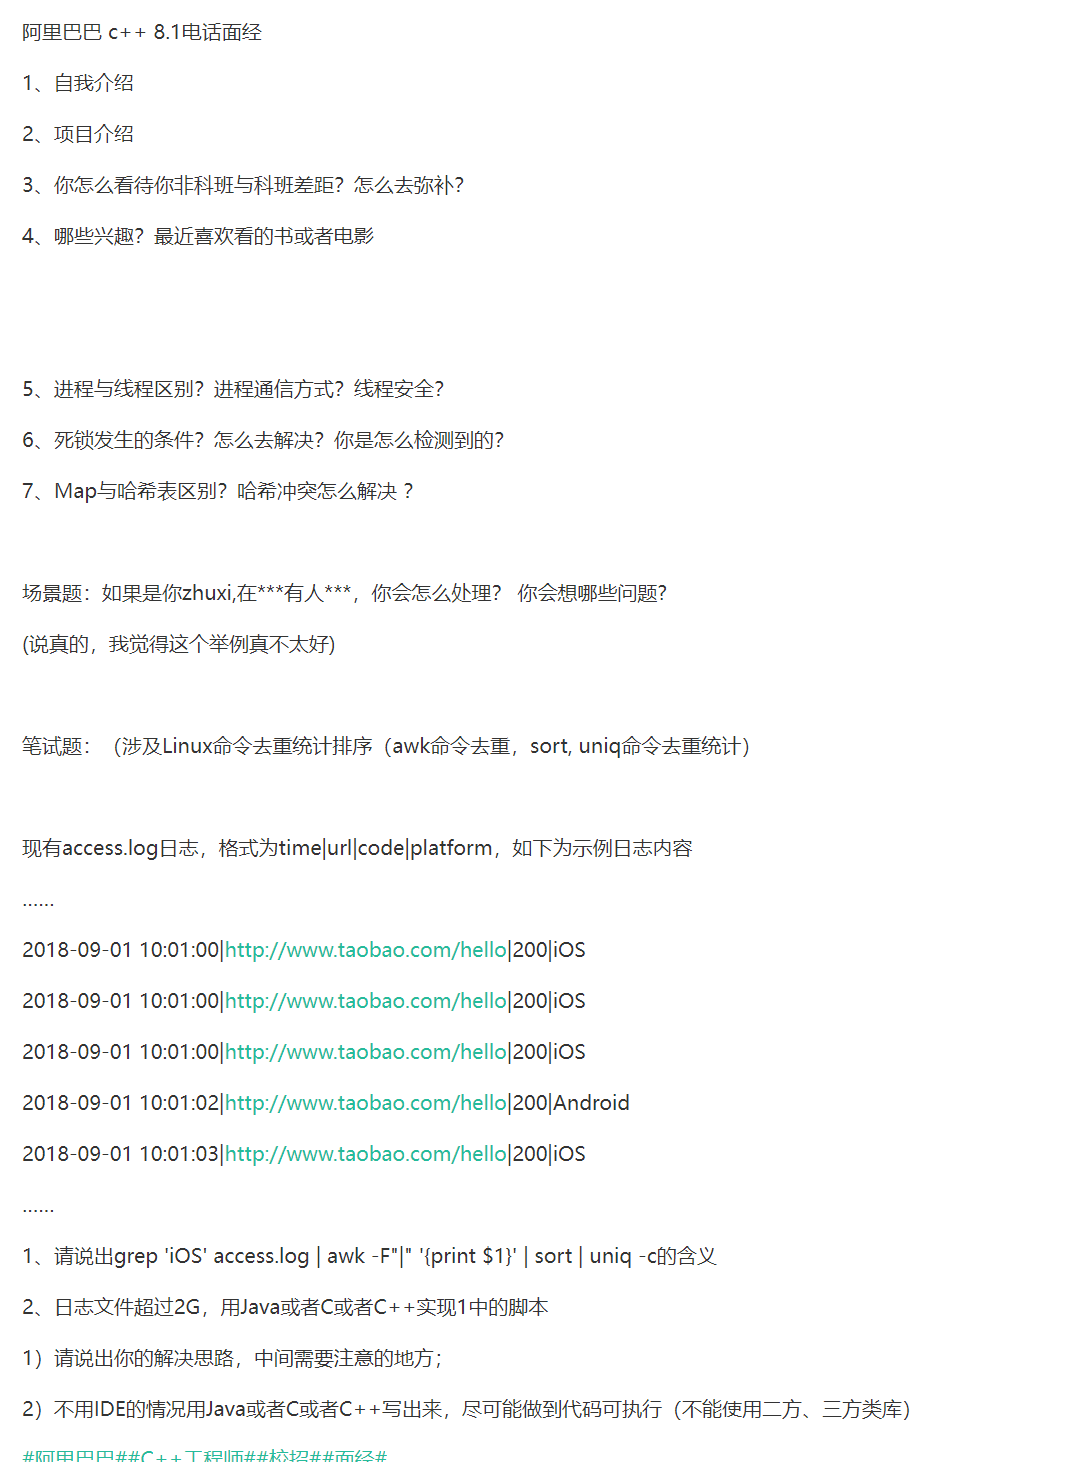 阿里巴巴 c++ 8.1电话面经
1、自我介绍
2、项目介绍
3、你怎么看待你非科班与科班差距？怎么去弥补？
4、哪些兴趣？最近喜欢看的书或者电影
5、进程与线程区别？进程通信方式？线程安全？
6、死锁发生的条件？怎么去解决？你是怎么检测到的？
7、Map与哈希表区别？哈希冲突怎么解决 ？
场景题：如果是你zhuxi,在***有人***，你会怎么处理？ 你会想哪些问题？
(说真的，我觉得这个举例真不太好)
笔试题：（涉及Linux命令去重统计排序（awk命令去重，sort, uniq命令去重统计）
现有access.log日志，格式为time|url|code|platform，如下为示例日志内容
……
2018-09-01 10:01:00|http://www.taobao.com/hello|200|iOS
2018-09-01 10:01:00|http://www.taobao.com/hello|200|iOS
2018-09-01 10:01:00|http://www.taobao.com/hello|200|iOS
2018-09-01 10:01:02|http://www.taobao.com/hello|200|Android
2018-09-01 10:01:03|http://www.taobao.com/hello|200|iOS
……
1、请说出grep 'iOS' access.log | awk -F"|" '{print $1}' | sort | uniq -c的含义
2、日志文件超过2G，用Java或者C或者C++实现1中的脚本
1）请说出你的解决思路，中间需要注意的地方；
2）不用IDE的情况用Java或者C或者C++写出来，尽可能做到代码可执行（不能使用二方、三方类库）
#阿里巴巴##C++工程师##校招##面经#